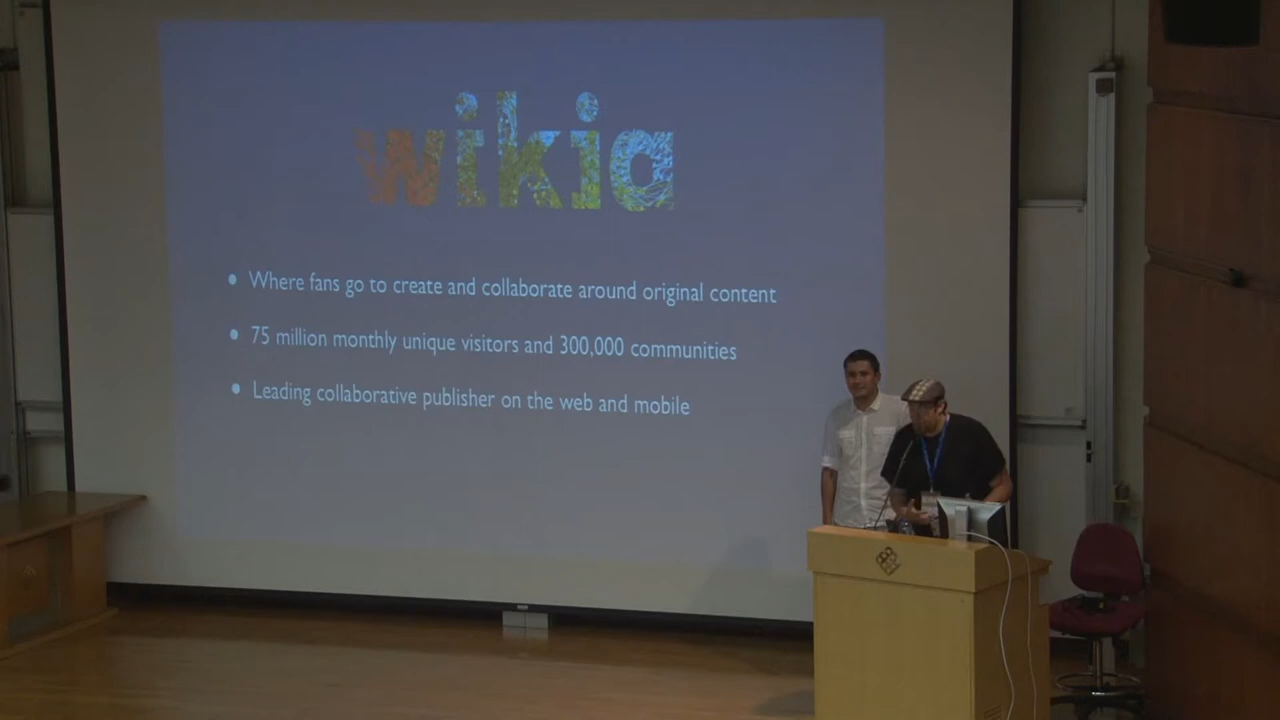 wikia
• Where fans go to create and collaborate around original content
• 75 million monthly unique visitors and 300,000 communities
• Leading collaborative publisher on the web and mobile